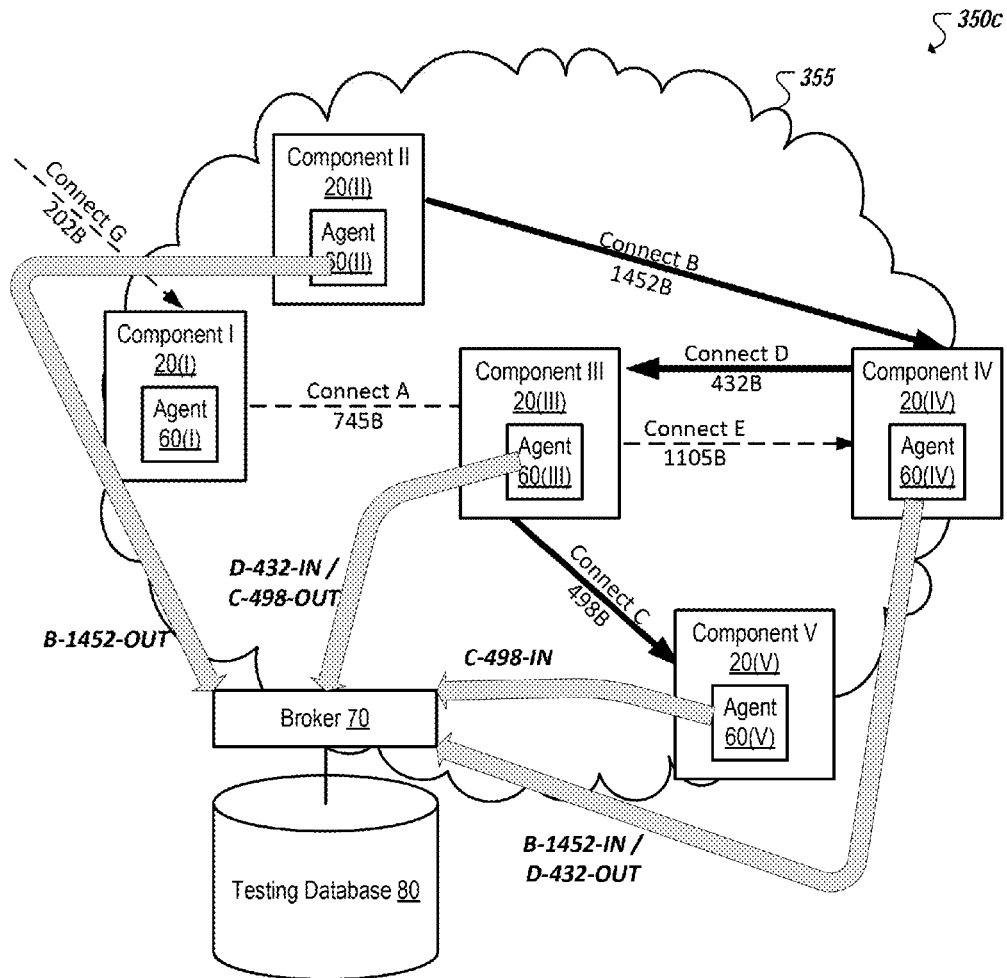 350c
355
Component II
20(II)
Agent
60(II)
Connect G
202B
Connect B
1452B
Component I
20(I)
Agent
60(I)
Connect A
745B
Component III
20(III)
Agent
60(III)
Connect D
432B
Connect E
1105B
Component IV
20(IV)
Agent
60(IV)
Connect C
498B
D-432-IN /
C-498-OUT
B-1452-OUT
C-498-IN
Component V
20(V)
Agent
60(V)
Broker 70
B-1452-IN /
D-432-OUT
Testing Database 80